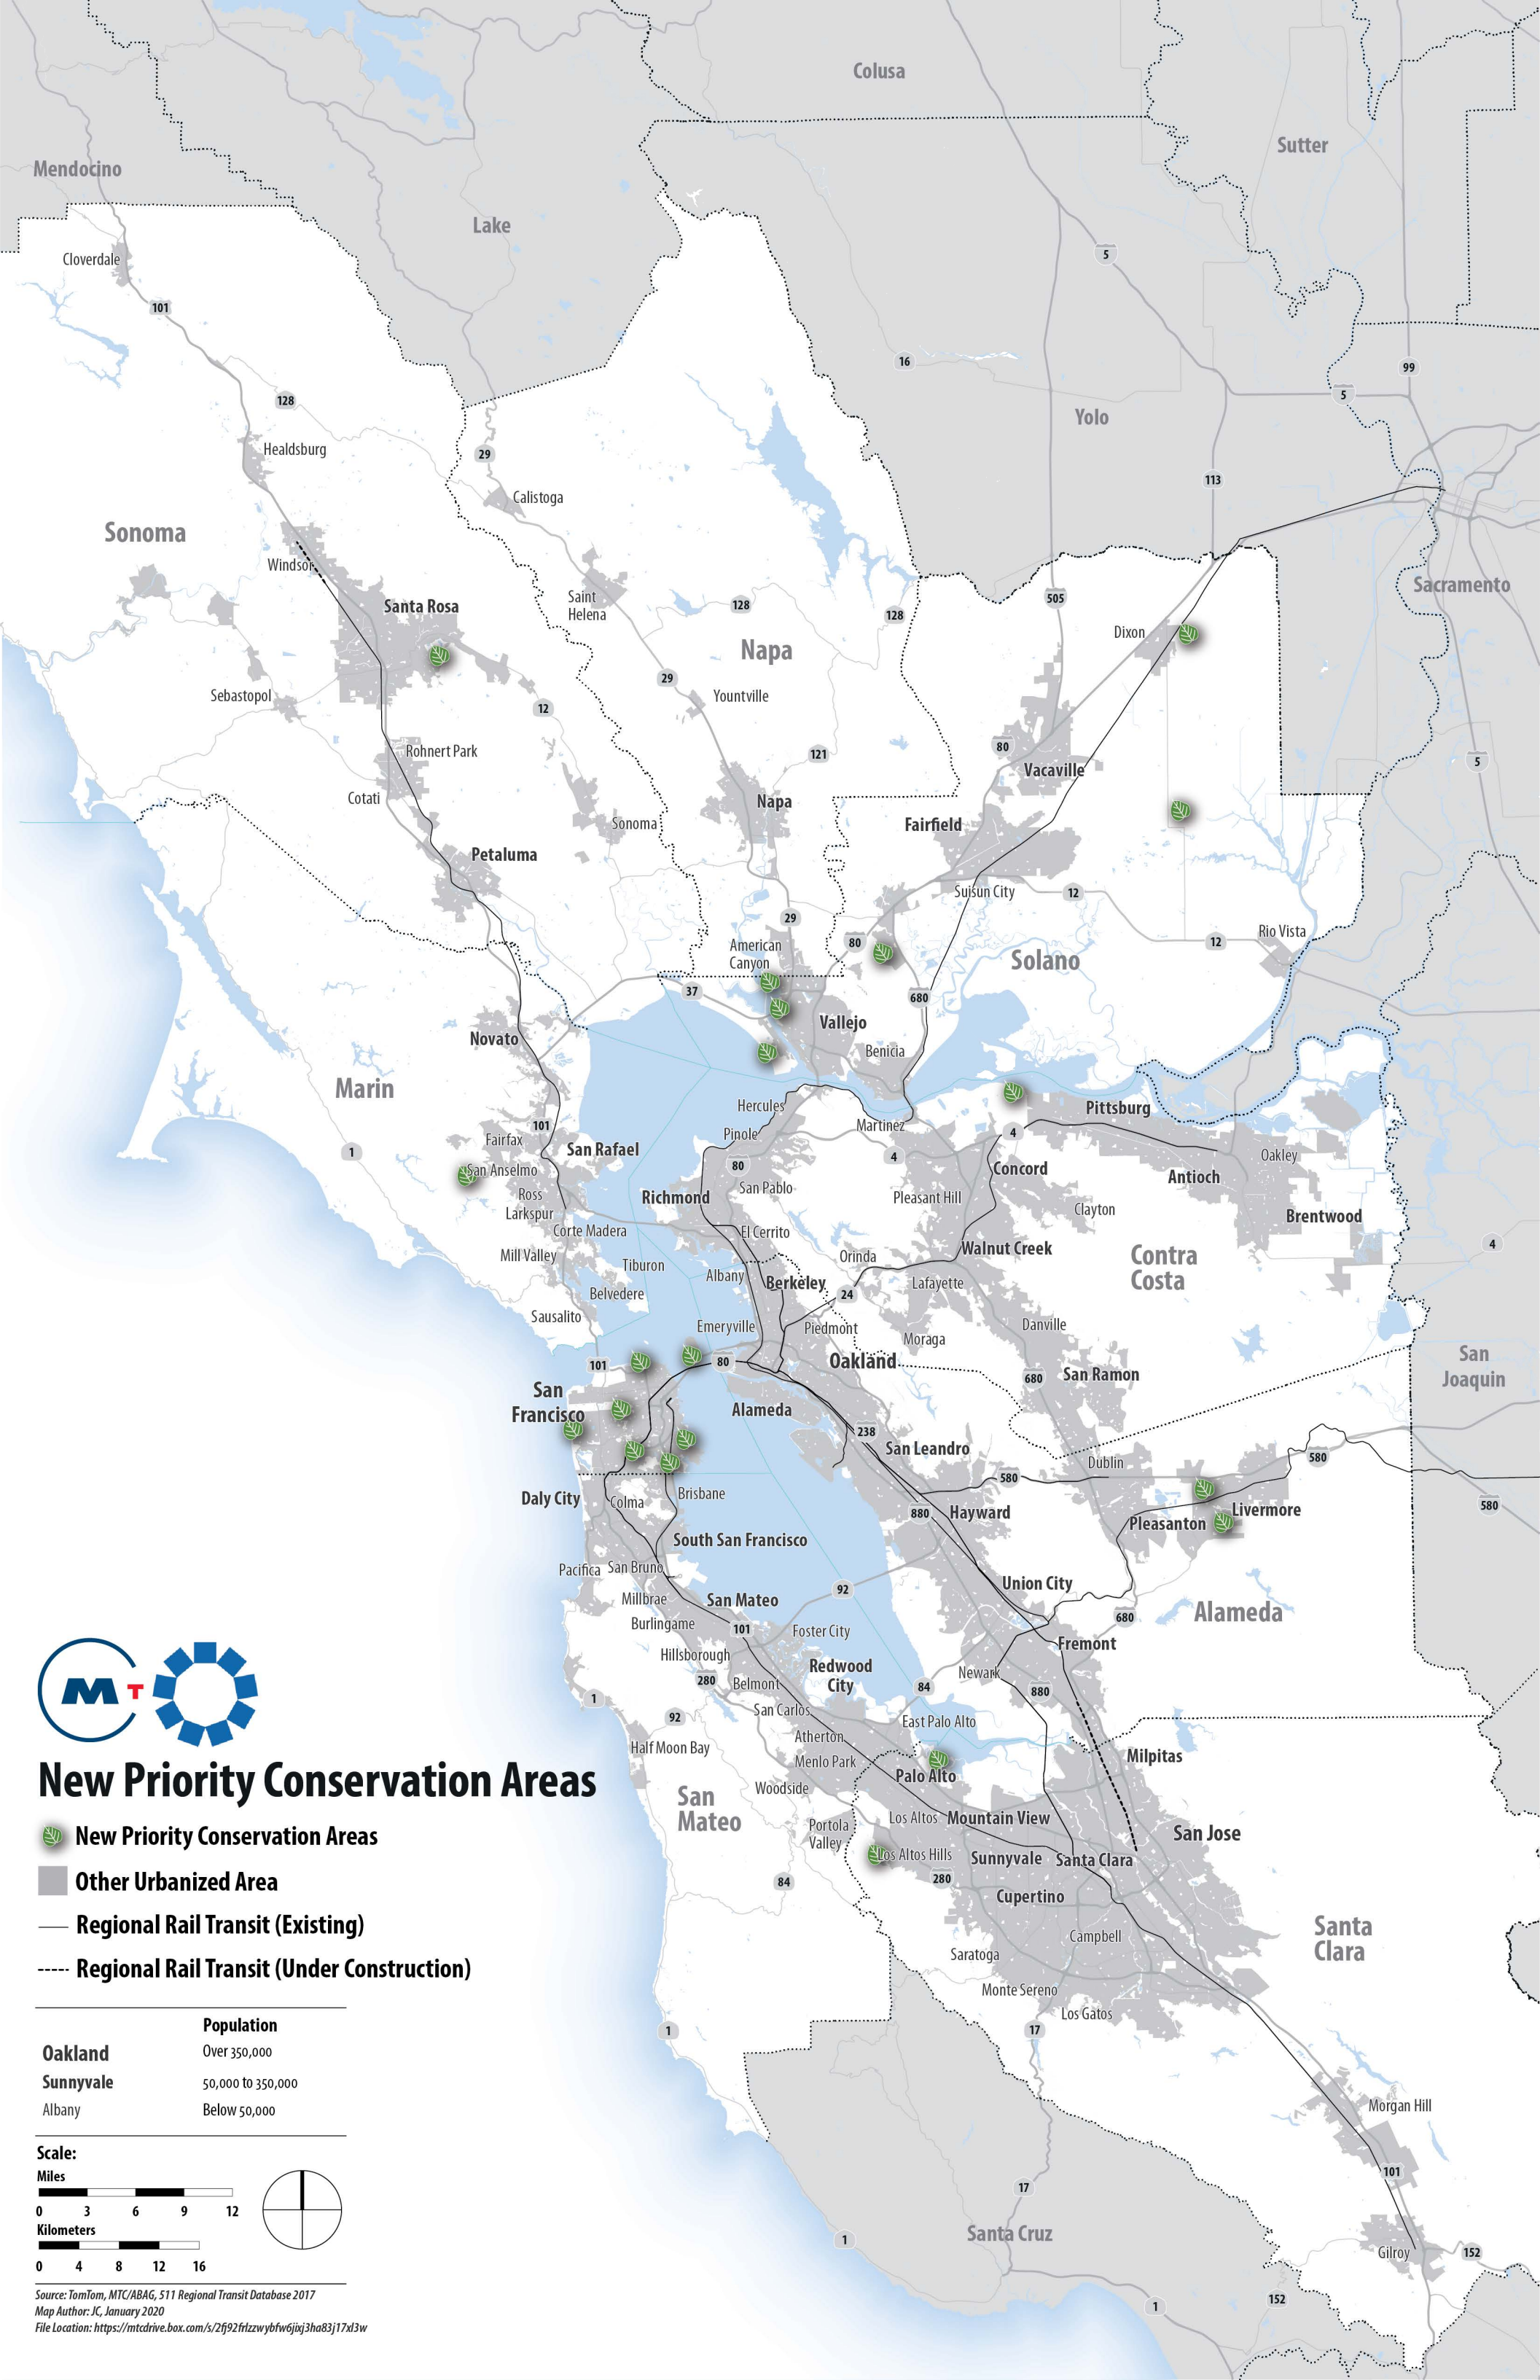 Colusa
Sutter
Mendocino
Lake
Cloverdale
5
101
16
99
5
128
Yolo
Healdsburg
29
113
Calistoga
Sonoma
Windsor
Saint
Helena
Santa Rosa
128
128
505
Sacramento
Dixon
Napa
29
Yountville
Sebastopol
12
Rohnert Park
121
80
5
Vacaville
Cotati
Napa
Sonoma
Fairfield
Petaluma
Suisun City
12
29
Rio Vista
American
Canyon
80
12
Solano
37
680
Vallejo
Novato
Benicia
Marin
Hercules
Pittsburg
Martinez
101
Pinole
4
Fairfax
San Rafael
1
80
4
Oakley
Concord
San Anselmo
Antioch
San Pablo
Ross
Richmond
Pleasant Hill
Larkspur
Clayton
Brentwood
Corte Madera
El Cerrito
4
Mill Valley
Orinda
Walnut Creek
Contra
Costa
Tiburon
Albany
Berkeley
Lafayette
Belvedere
24
Sausalito
Emeryville
Piedmont
Danville
Moraga
101
80
Oakland
San
Joaquin
San
Francisco
680
San Ramon
Alameda
238
San Leandro
580
Dublin
580
Daly City
Colma
Brisbane
580
880
Hayward
Livermore
Pleasanton
South San Francisco
Pacifica
San Bruno
Union City
92
Millbrae
San Mateo
Alameda
Burlingame
101
Foster City
680
Fremont
Hillsborough
Redwood
City
Newark
280
Belmont
84
880
1
San Carlos
92
East Palo Alto
Atherton
Half Moon Bay
Menlo Park
Milpitas
Palo Alto
New Priority Conservation Areas
San
Mateo
Woodside
Portola
Valley
Los Altos
Mountain View
San Jose
New Priority Conservation Areas
Los Altos Hills
Sunnyvale
Santa Clara
Other Urbanized Area
84
280
Cupertino
Regional Rail Transit (Existing)
Santa
Clara
Campbell
Saratoga
Regional Rail Transit (Under Construction)
Monte Sereno
Los Gatos
Population
1
17
Oakland Over 350,000
Sunnyvale 50,000 to 350,000
Albany Below 50,000
Morgan Hill
Scale:
Miles
0 3 6 9 12
Kilometers
0 4 8 12 16
101
17
Santa Cruz
1
Gilroy
152
152
1
Source: TomTom, MTC/ABAG, 511 Regional Transit Database 2017
Map Author: JC, January 2020
M T